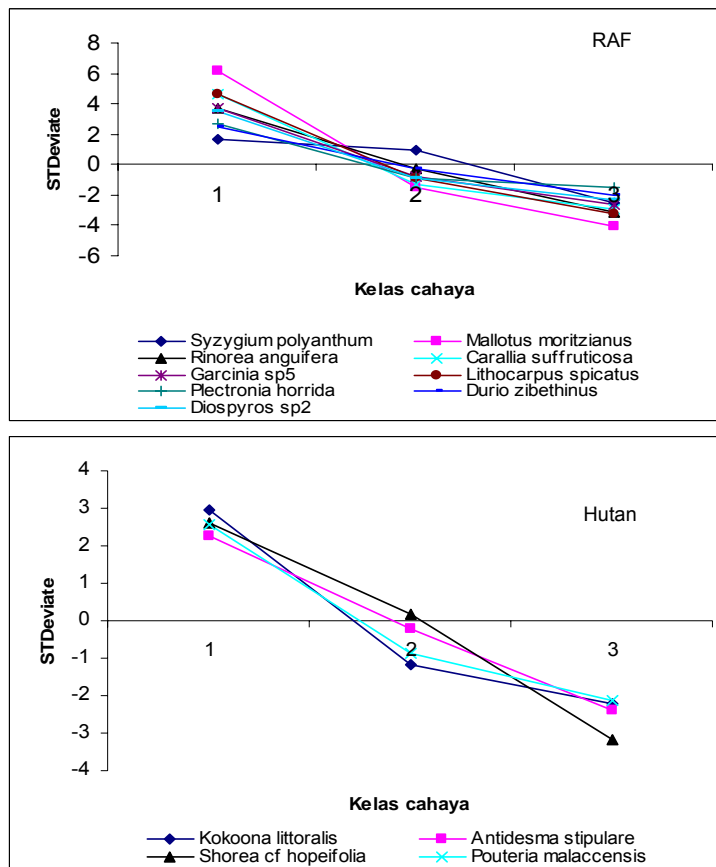 RAF
8
6
4
2
0
-2
-4
-6
STDeviate
1 2 3
Kelas cahaya
Syzygium polyanthum Mallotus moritzianus
Rinorea anguifera Carallia suffruticosa
Garcinia sp5 Lithocarpus spicatus
Plectronia horrida Durio zibethinus
Diospyros sp2
Hutan
4
3
2
1
0
-1
-2
-3
-4
STDeviate
1 2 3
Kelas cahaya
Kokoona littoralis Antidesma stipulare
Shorea cf hopeifolia Pouteria malaccensis